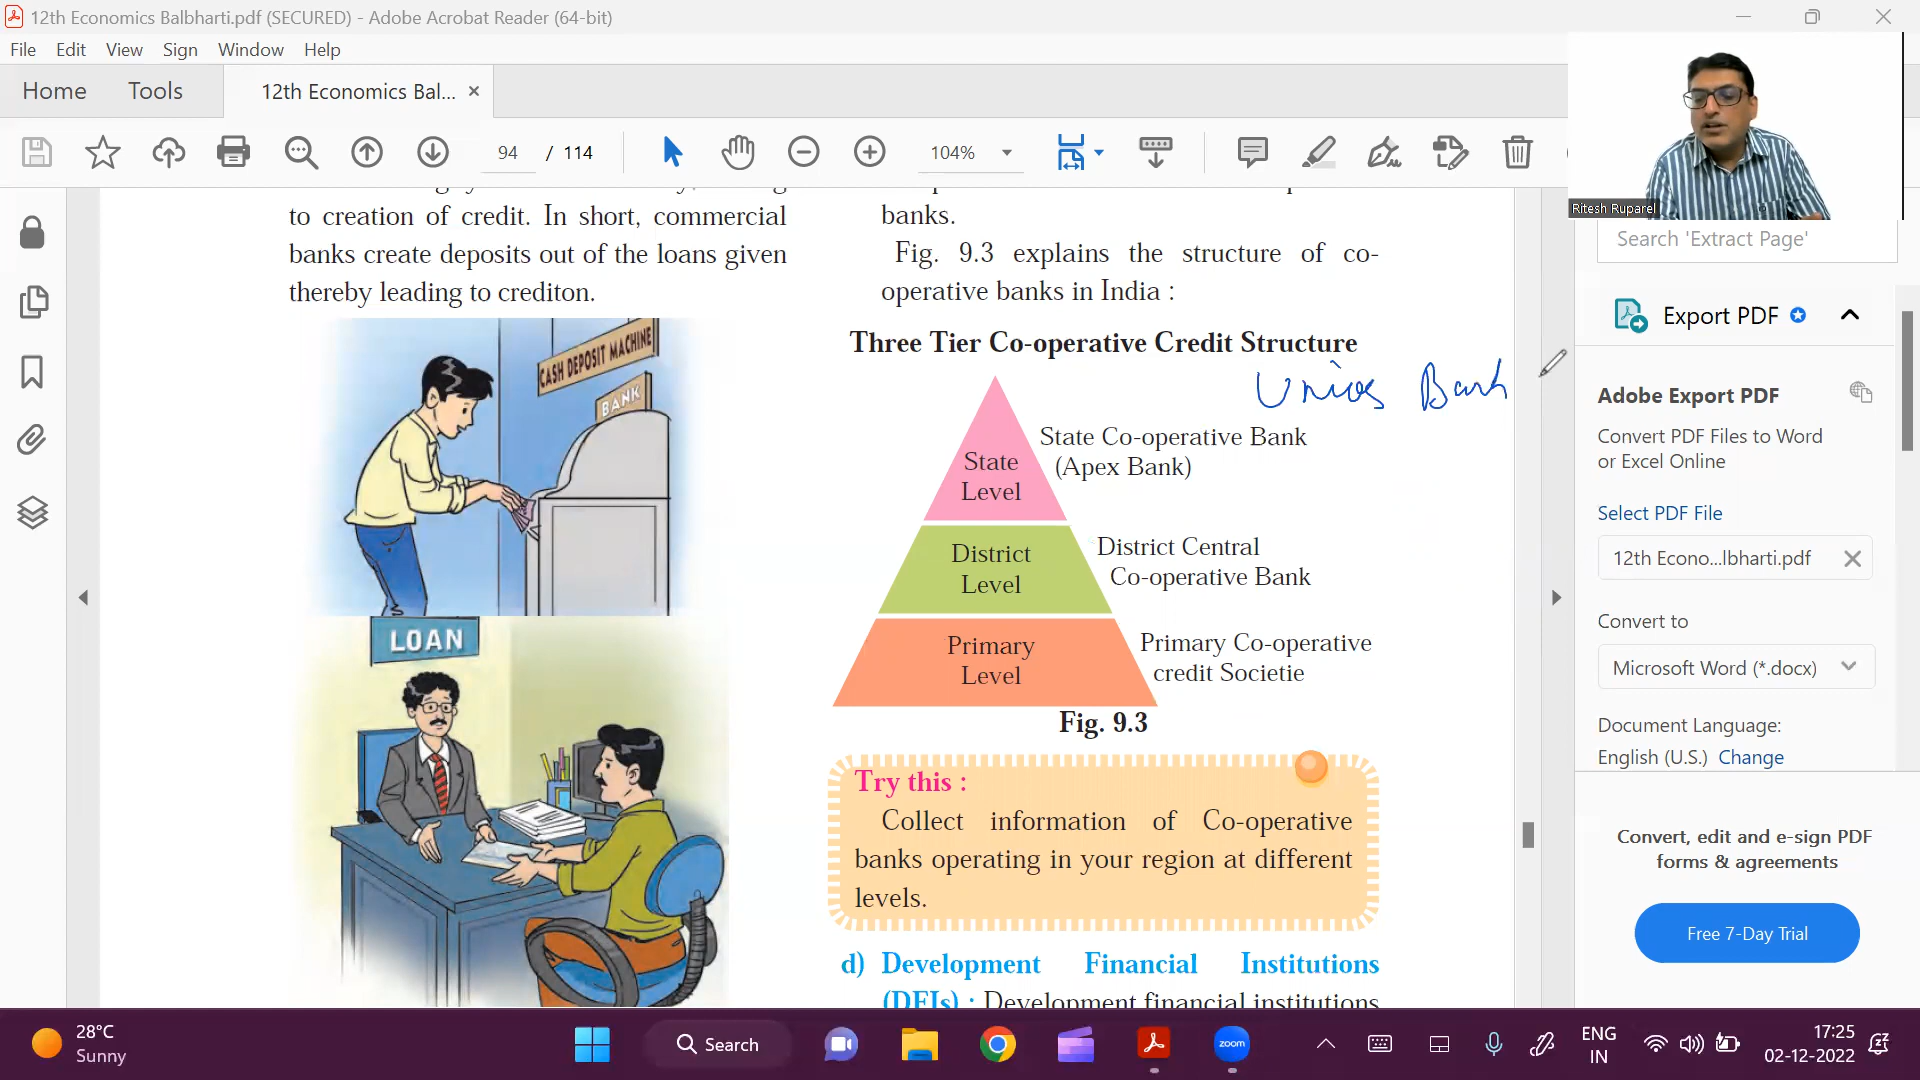 12th Economics Balbharti.pdf (SECURED) - Adobe Acrobat Reader (64-bit)
File Edit View Sign Window Help
Home Tools 12th Economics Bal...
94 / 114 104%
to creation of credit. In short, commercial
banks create deposits out of the loans given
thereby leading to crediton.
CASH DEPOSIT MACHINE
BANK
LOAN
banks.
Fig. 9.3 explains the structure of co-
operative banks in India :
Three Tier Co-operative Credit Structure
Bank
State
Level
State Co-operative Bank
(Apex Bank)
District
Level
District Central
Co-operative Bank
Primary
Level
Primary Co-operative
credit Societie
Fig. 9.3
Try this :
Collect information of Co-operative
banks operating in your region at different
levels.
d) Development Financial Institutions
(DFIs) : Development financial institutions
Ritesh Ruparel
Search 'Extract Page'
Export PDF
Adobe Export PDF
Convert PDF Files to Word
or Excel Online
Select PDF File
12th Econo...lbharti.pdf
Convert to
Microsoft Word (*.docx)
Document Language:
English (U.S.) Change
Convert, edit and e-sign PDF
forms & agreements
Free 7-Day Trial
28°C
Sunny
Search
zoom
ENG
IN
17:25
02-12-2022